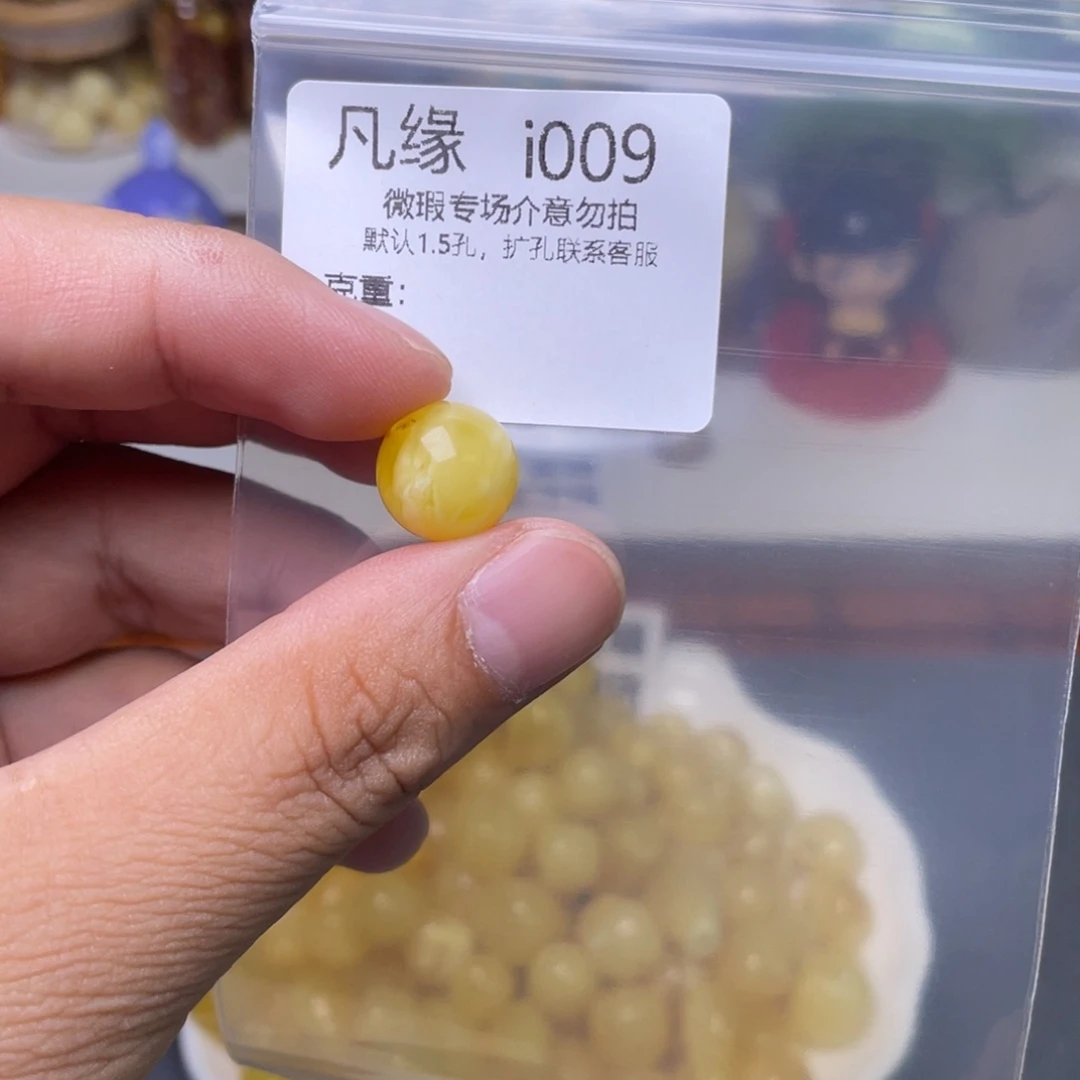 凡缘 i009
微瑕专场介意勿拍
默认1.5孔，扩孔联系客服
克重：